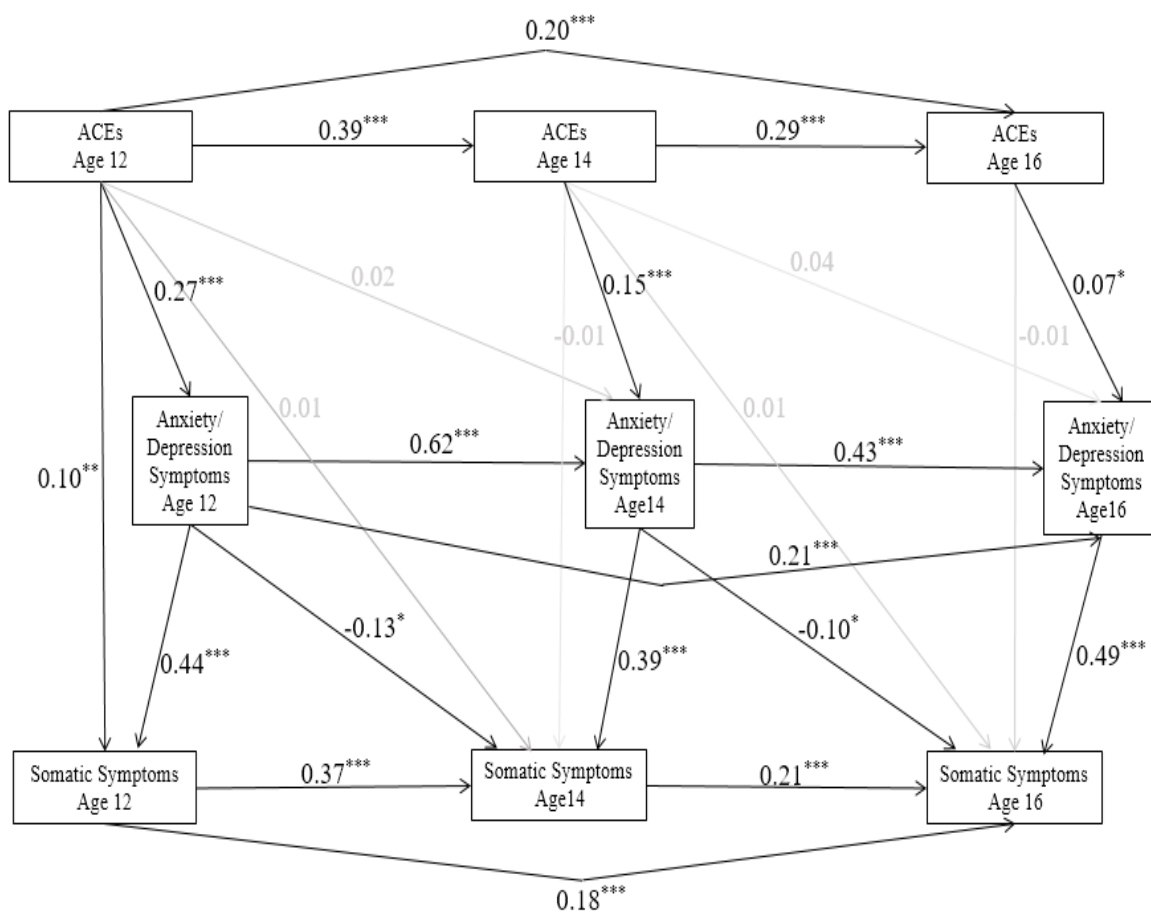 0.20***
ACEs
Age 12
0.39***
ACEs
Age 14
0.29***
ACEs
Age 16
0.27***
0.02
0.15***
0.04
0.07*
-0.01
-0.01
0.01
0.01
Anxiety/
Depression
Symptoms
Age 12
0.62***
Anxiety/
Depression
Symptoms
Age14
0.43***
Anxiety/
Depression
Symptoms
Age16
0.10**
0.21***
0.44***
-0.13*
0.39***
-0.10*
0.49***
Somatic Symptoms
Age 12
0.37***
Somatic Symptoms
Age14
0.21***
Somatic Symptoms
Age 16
0.18***